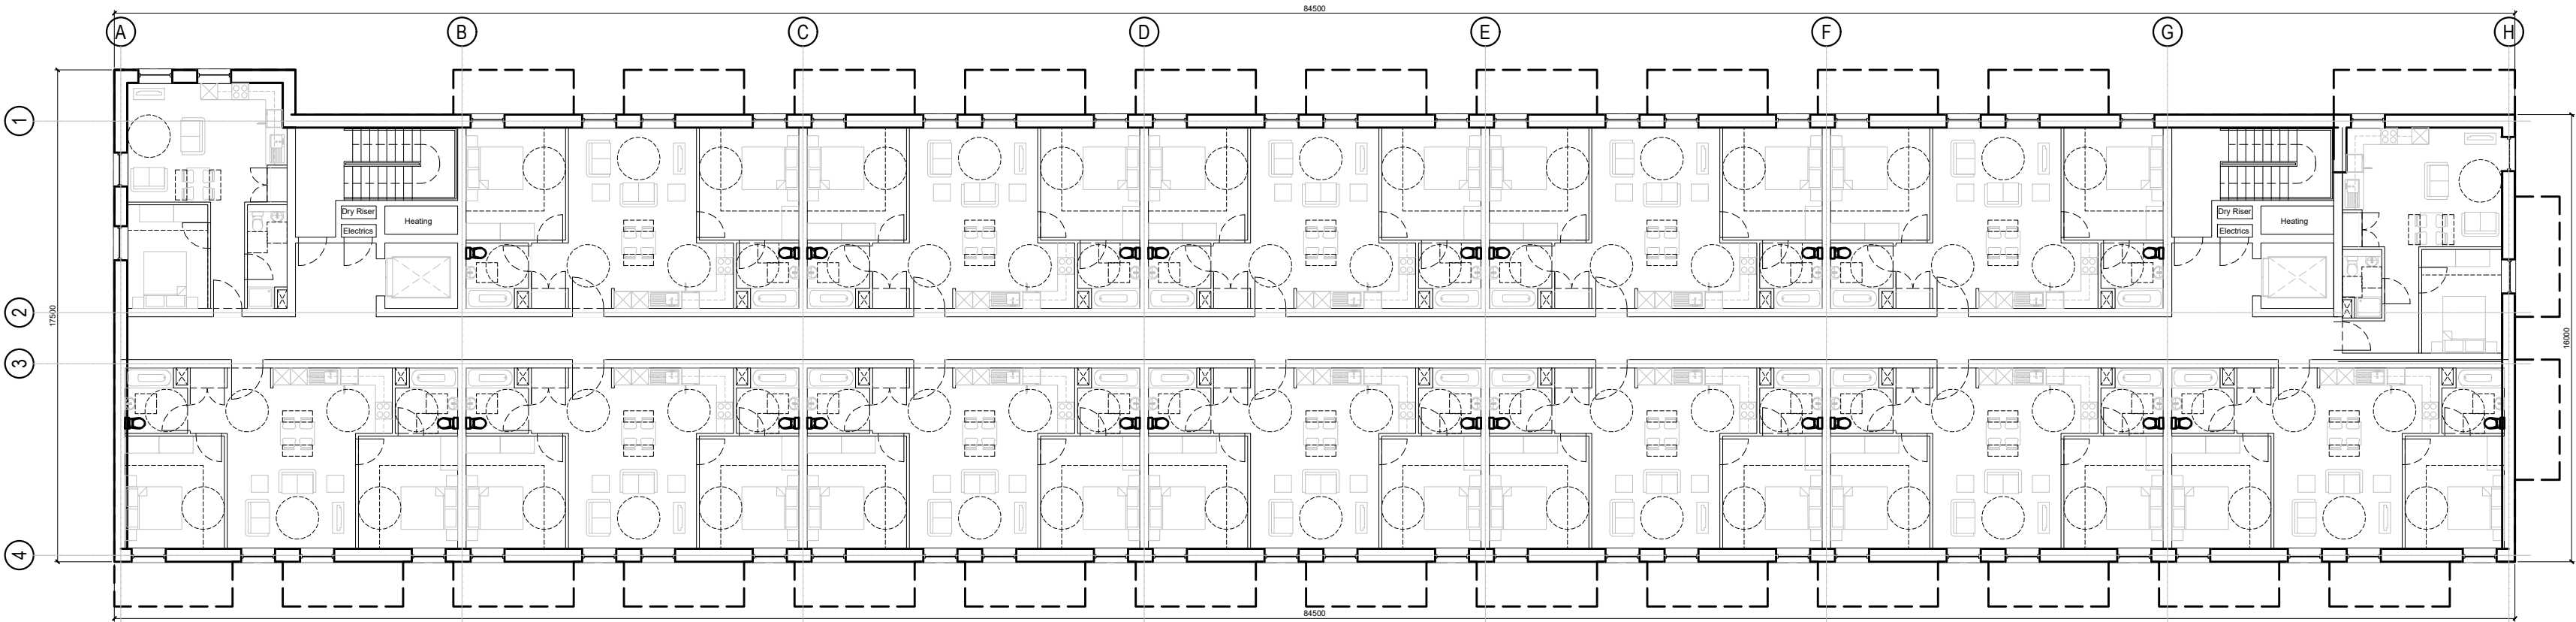 84500
A
B
C
D
E
F
G
H
1
Dry Riser
Heating
Electrics
Dry Riser
Heating
Electrics
2
17500
16000
3
4
84500